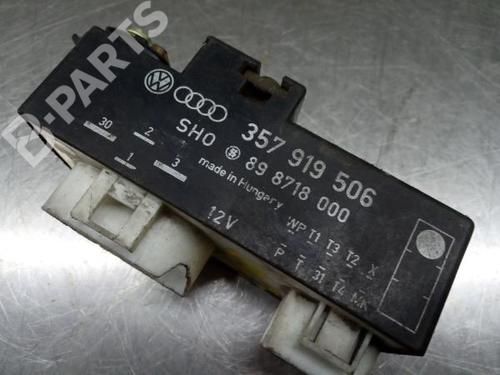 B-PARTS
357 919 506
SHO 89 8718 000
made in Hungary
30 2
1 3
12V
WP T1 T3 T2 X
P T 31 T4 MK